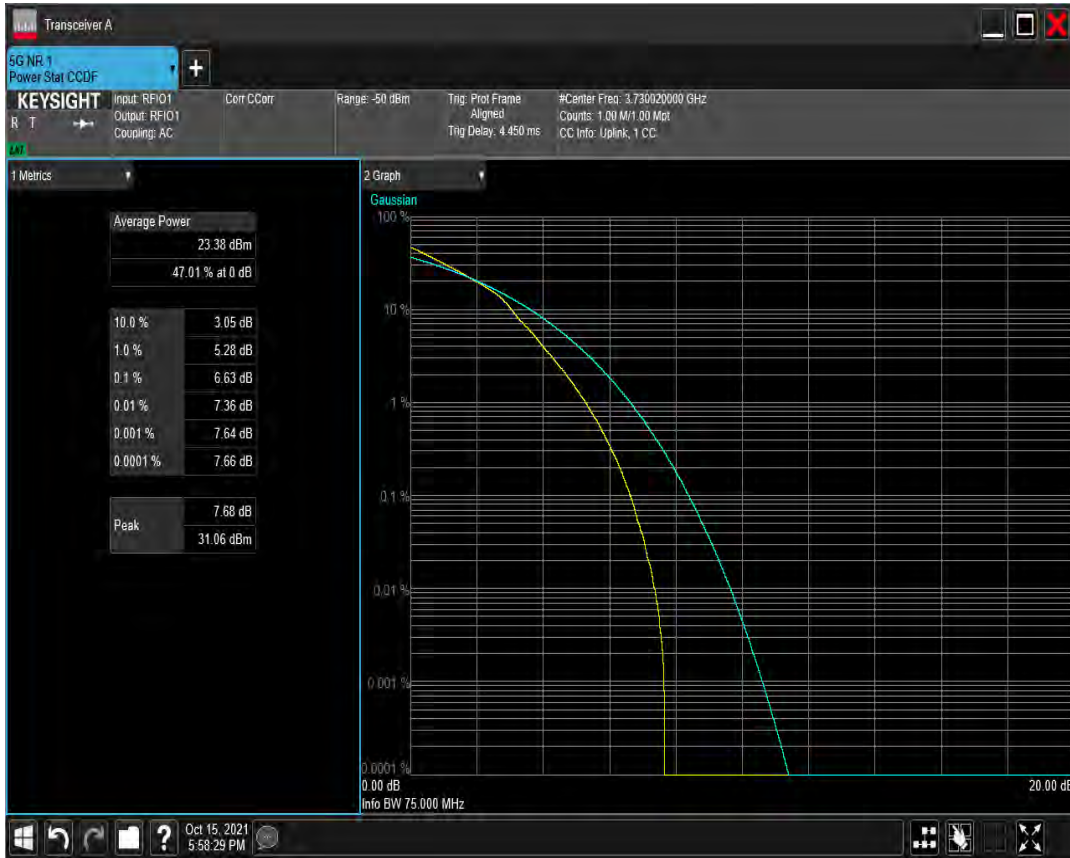 Transceiver A
5G NR 1
Power Stat CCDF
+
KEYSIGHT
R T
LXI
Input: RFIO1
Output: RFIO1
Coupling: AC
Corr CCorr
Range: -50 dBm
Trig: Prot Frame
Aligned
Trig Delay: 4.450 ms
#Center Freq: 3.730020000 GHz
Counts: 1.00 M/1.00 Mpt
CC Info: Uplink, 1 CC
1 Metrics
Average Power
23.38 dBm
47.01 % at 0 dB
10.0 % 3.05 dB
1.0 % 5.28 dB
0.1 % 6.63 dB
0.01 % 7.36 dB
0.001 % 7.64 dB
0.0001 % 7.66 dB
Peak 7.68 dB
31.06 dBm
2 Graph
Gaussian
100 %
10 %
1 %
0.1 %
0.01 %
0.001 %
0.0001 %
0.00 dB 20.00 dB
Info BW 75.000 MHz
?
Oct 15, 2021
5:58:29 PM